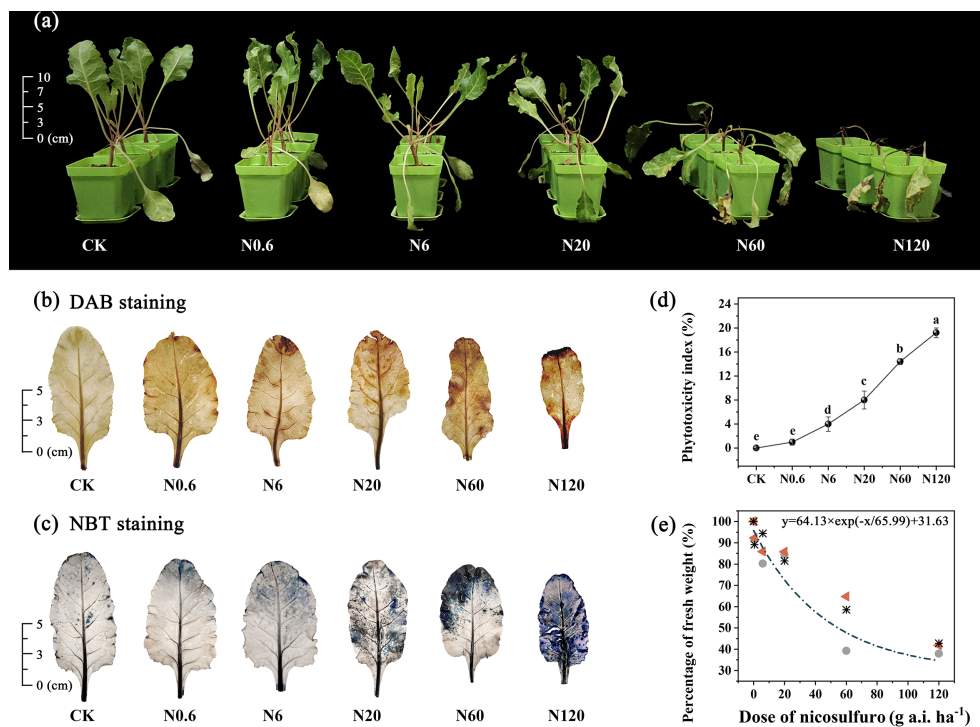 (a)
10
7
5
3
0 (cm)
CK N0.6 N6 N20 N60 N120
(b) DAB staining
5
3
0 (cm)
CK N0.6 N6 N20 N60 N120
(c) NBT staining
5
3
0 (cm)
CK N0.6 N6 N20 N60 N120
(d)
Phytotoxicity index (%)
24
20
16
12
8
4
0
e e d c b a
CK N0.6 N6 N20 N60 N120
(e)
y=64.13×exp(-x/65.99)+31.63
Percentage of fresh weight (%)
100
90
80
70
60
50
40
30
0 20 40 60 80 100 120
Dose of nicosulfuro (g a.i. ha-1)